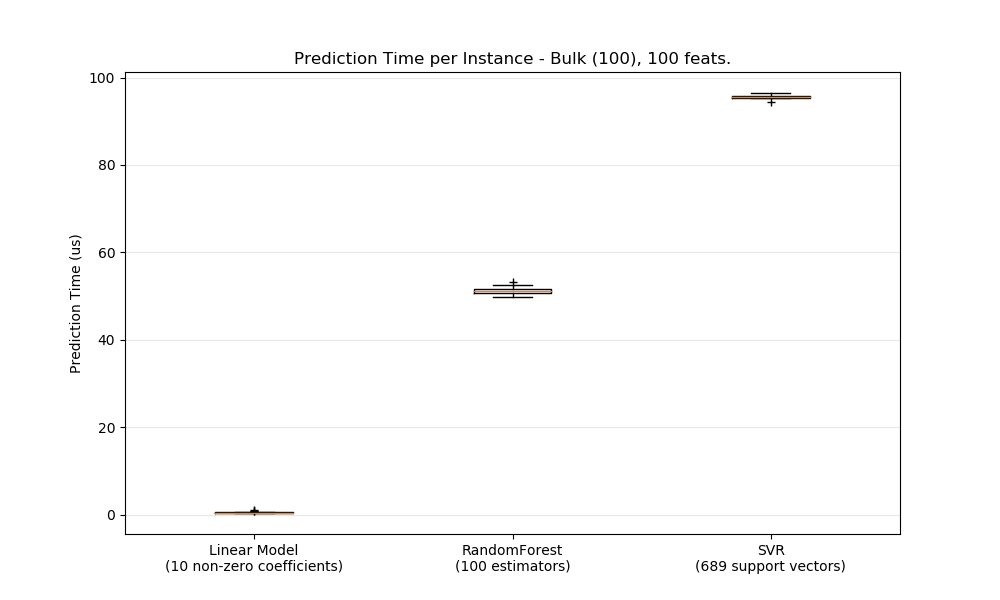 Prediction Time per Instance - Bulk (100), 100 feats.
Prediction Time (us)
100
80
60
40
20
0
Linear Model
(10 non-zero coefficients)
RandomForest
(100 estimators)
SVR
(689 support vectors)